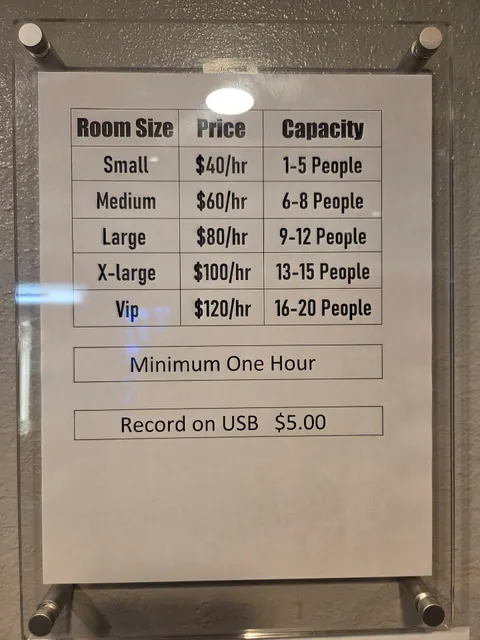 Room Size Price Capacity
Small $40/hr 1-5 People
Medium $60/hr 6-8 People
Large $80/hr 9-12 People
X-large $100/hr 13-15 People
Vip $120/hr 16-20 People
Minimum One Hour
Record on USB $5.00